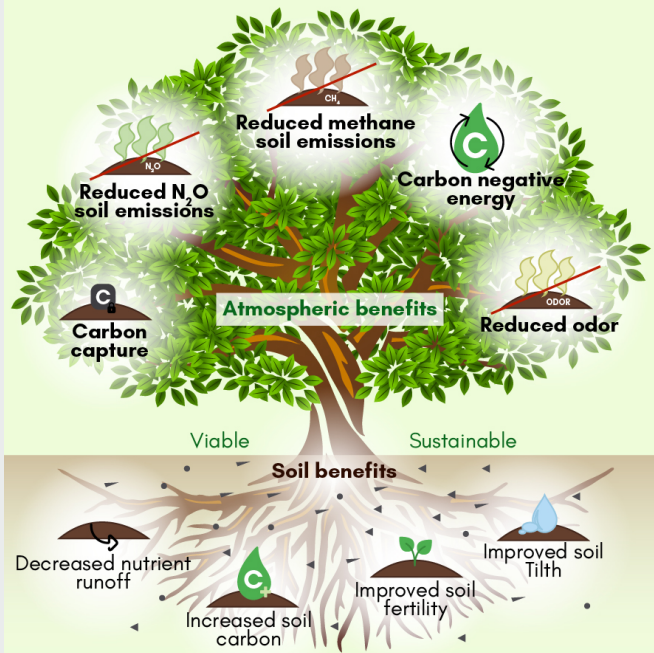 CH4
Reduced methane
soil emissions
N2O
Reduced N2O
soil emissions
C
Carbon negative
energy
C
Carbon
capture
Atmospheric benefits
ODOR
Reduced odor
Viable
Sustainable
Soil benefits
Decreased nutrient
runoff
C+
Increased soil
carbon
Improved soil
fertility
Improved soil
Tilth